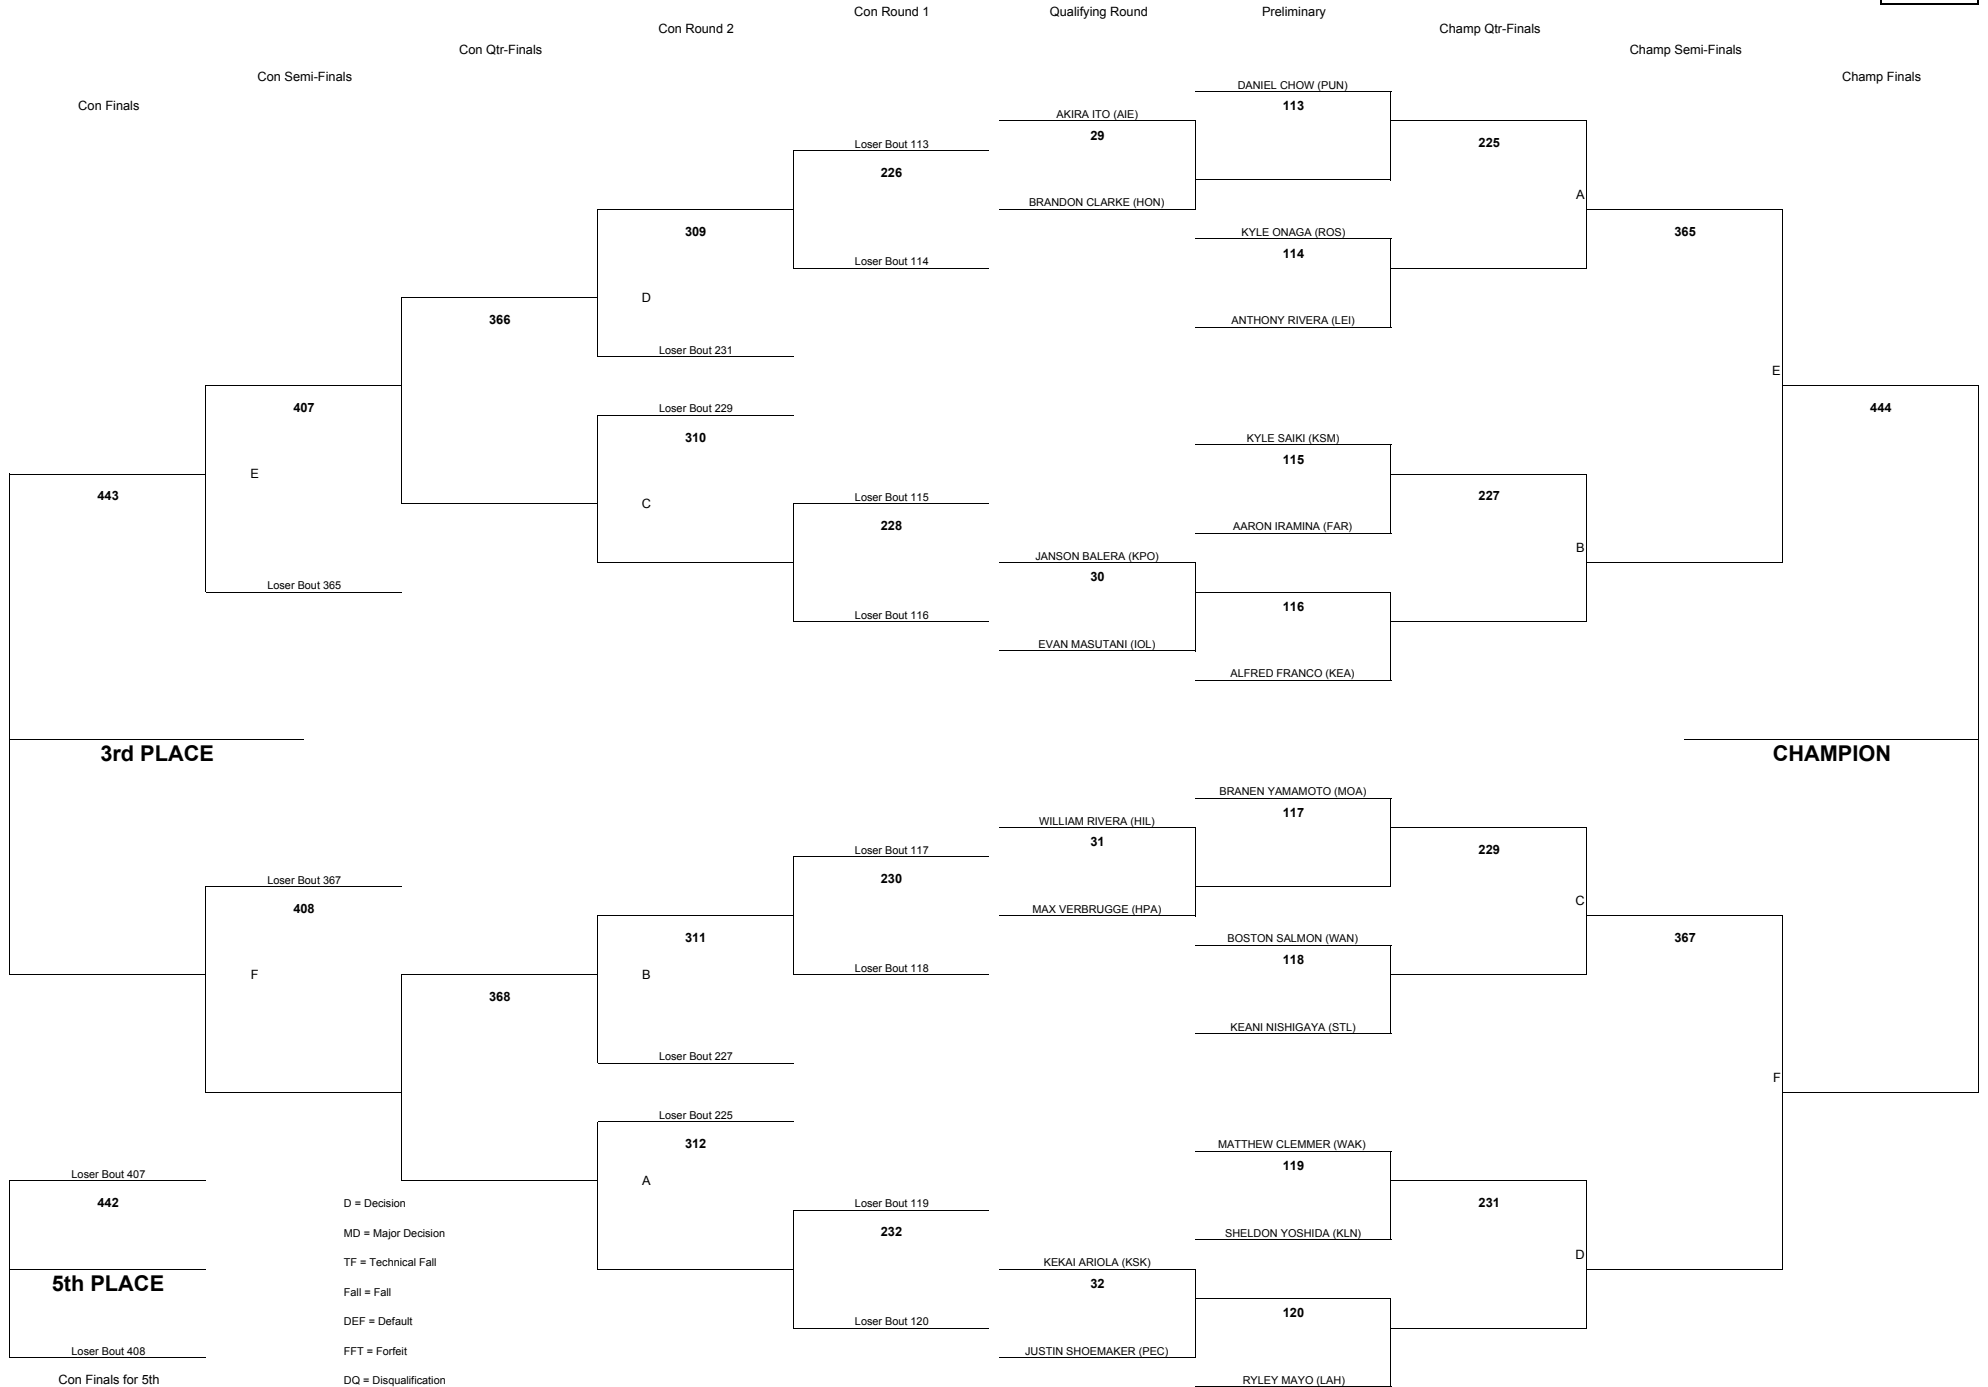 Con Round 1
Qualifying Round
Preliminary
Con Round 2
Champ Qtr-Finals
Con Qtr-Finals
Champ Semi-Finals
Con Semi-Finals
Champ Finals
Con Finals
DANIEL CHOW (PUN)
113
AKIRA ITO (AIE)
29
Loser Bout 113
225
226
A
BRANDON CLARKE (HON)
309
KYLE ONAGA (ROS)
365
114
Loser Bout 114
D
366
ANTHONY RIVERA (LEI)
Loser Bout 231
E
407
Loser Bout 229
444
310
KYLE SAIKI (KSM)
115
E
443
C
Loser Bout 115
227
228
AARON IRAMINA (FAR)
B
JANSON BALERA (KPO)
30
Loser Bout 365
116
Loser Bout 116
EVAN MASUTANI (IOL)
ALFRED FRANCO (KEA)
3rd PLACE
CHAMPION
BRANEN YAMAMOTO (MOA)
117
WILLIAM RIVERA (HIL)
31
Loser Bout 117
229
Loser Bout 367
230
C
408
MAX VERBRUGGE (HPA)
311
BOSTON SALMON (WAN)
367
118
F
B
Loser Bout 118
368
KEANI NISHIGAYA (STL)
Loser Bout 227
F
Loser Bout 225
312
MATTHEW CLEMMER (WAK)
119
Loser Bout 407
A
442
D = Decision
Loser Bout 119
231
232
MD = Major Decision
SHELDON YOSHIDA (KLN)
D
TF = Technical Fall
KEKAI ARIOLA (KSK)
5th PLACE
32
Fall = Fall
120
DEF = Default
Loser Bout 120
Loser Bout 408
FFT = Forfeit
JUSTIN SHOEMAKER (PEC)
Con Finals for 5th
DQ = Disqualification
RYLEY MAYO (LAH)